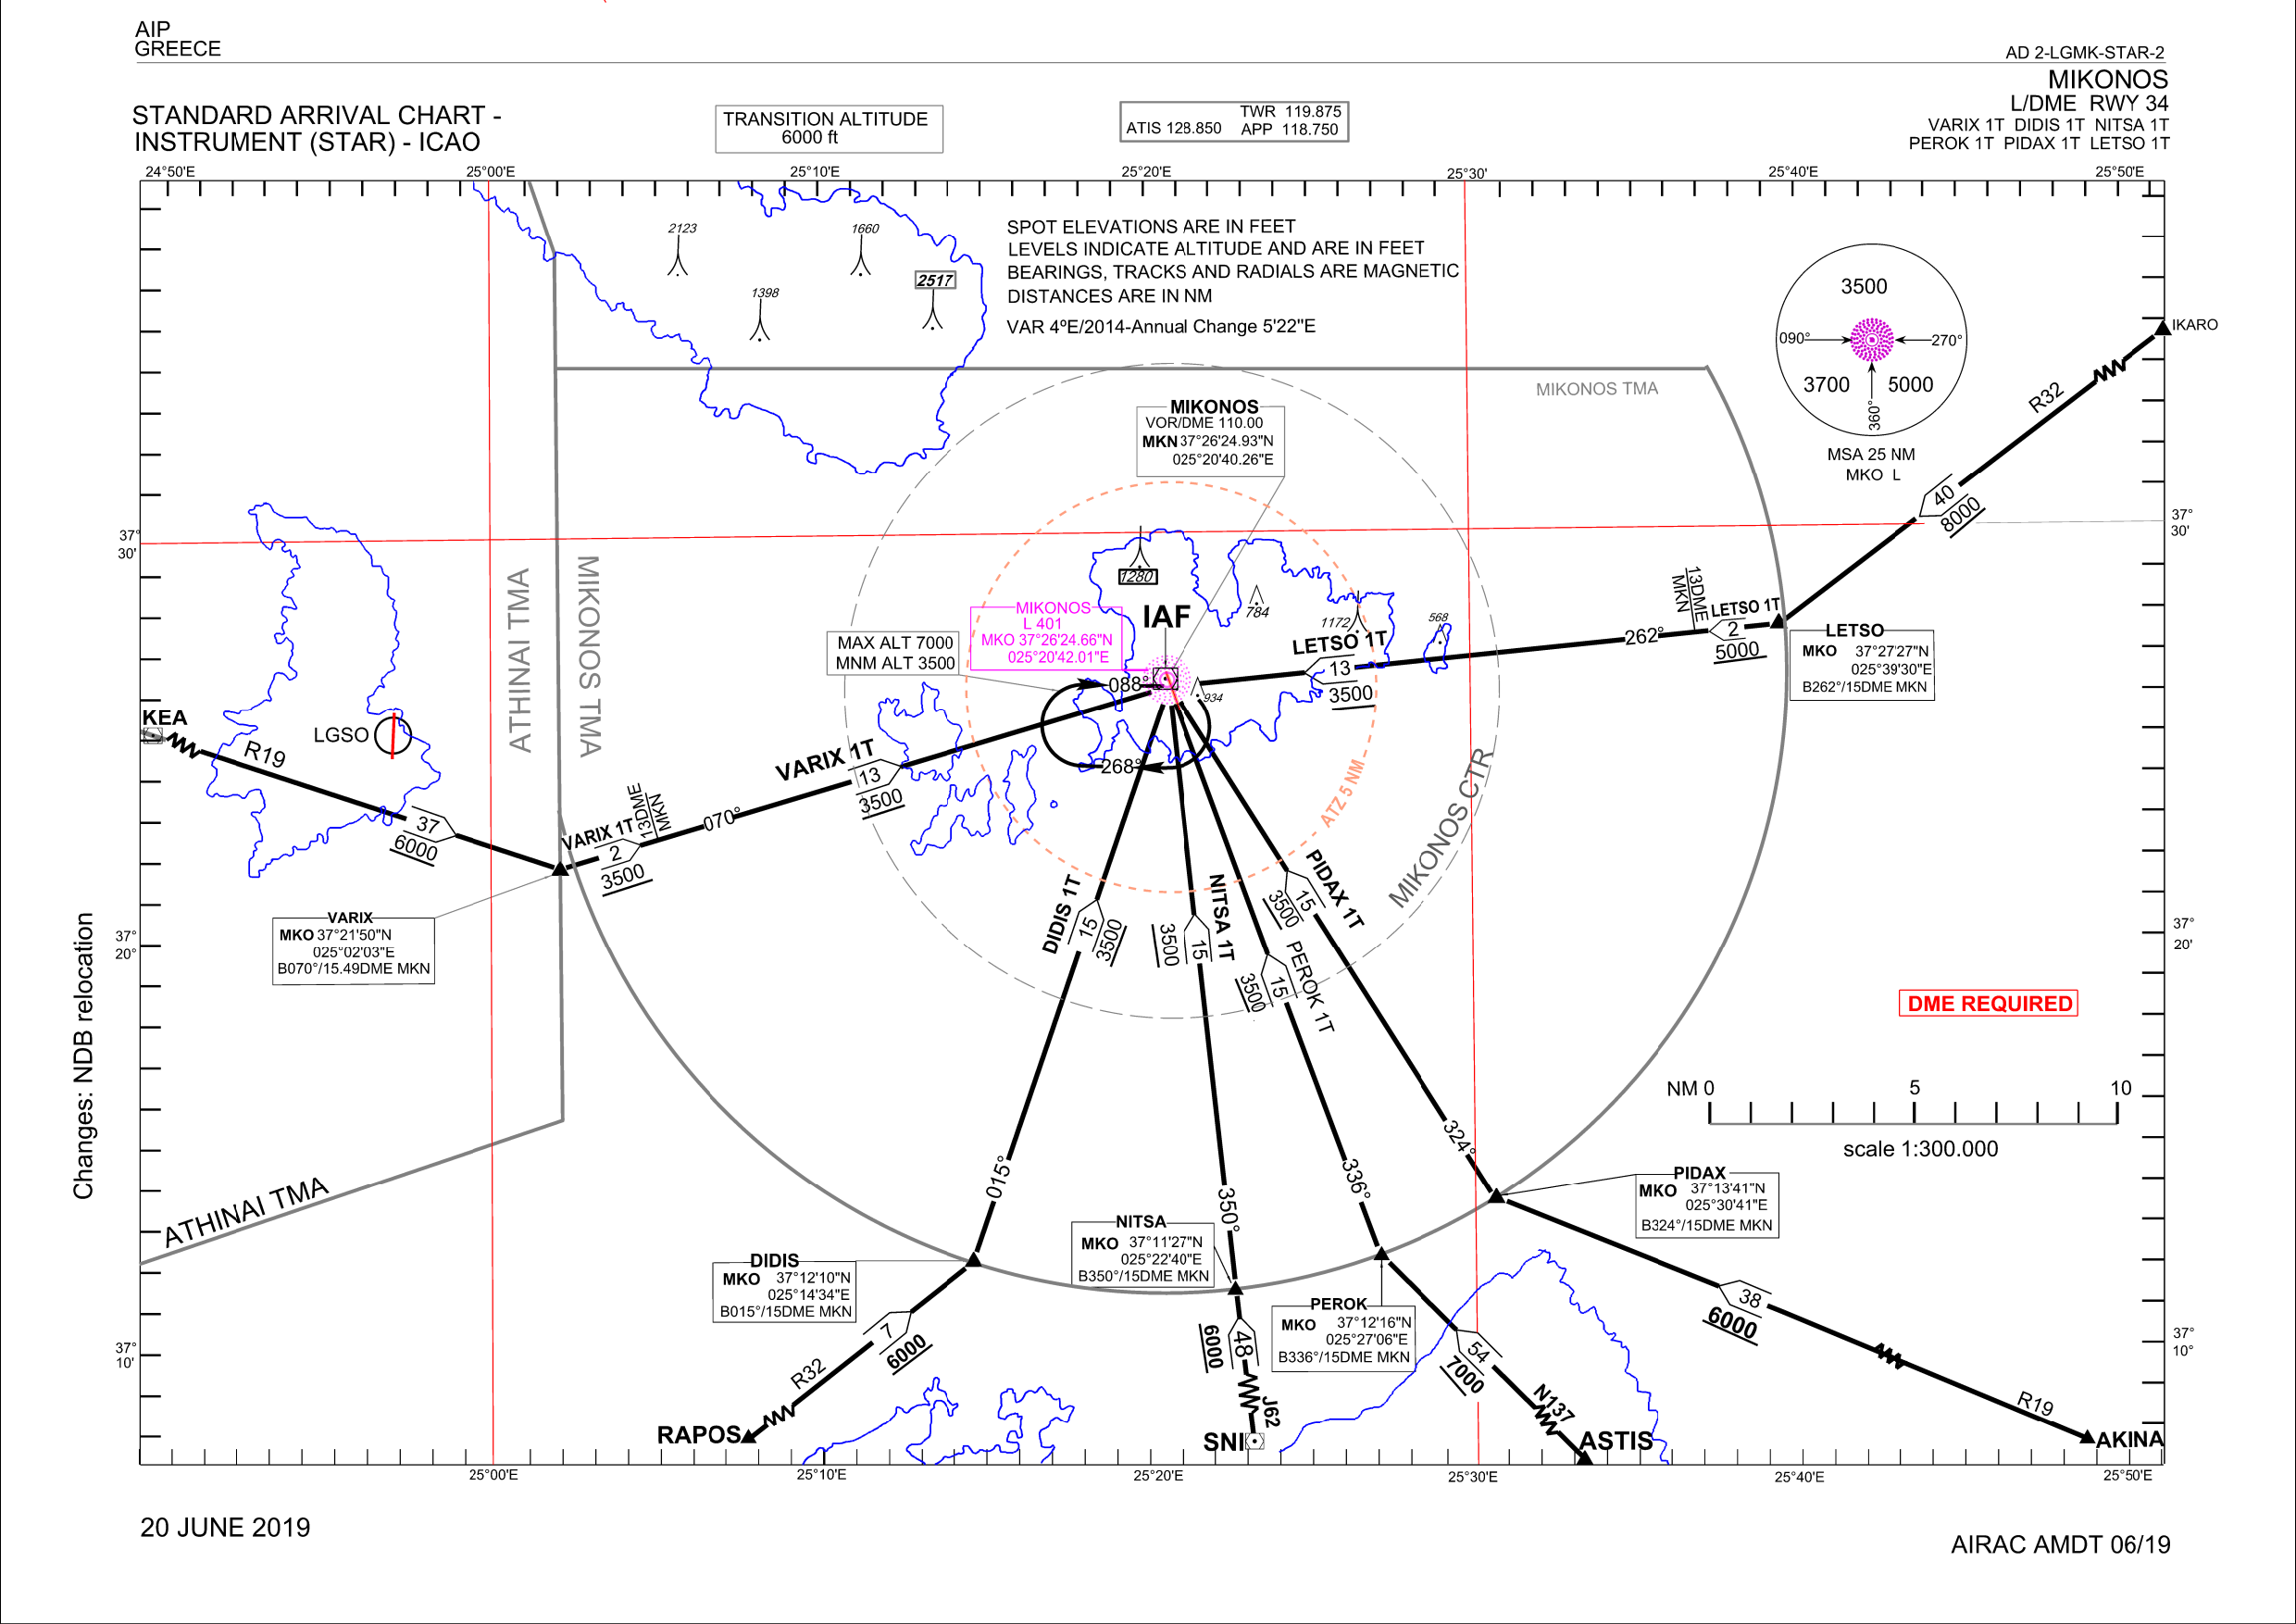 AIP
GREECE
AD 2-LGMK-STAR-2
MIKONOS
L/DME RWY 34
VARIX 1T DIDIS 1T NITSA 1T
PEROK 1T PIDAX 1T LETSO 1T
STANDARD ARRIVAL CHART -
INSTRUMENT (STAR) - ICAO
TRANSITION ALTITUDE
6000 ft
TWR 119.875
ATIS 128.850 APP 118.750
24°50'E
25°00'E
25°10'E
25°20'E
25°30'
25°40'E
25°50'E
2123
1660
1398
2517
SPOT ELEVATIONS ARE IN FEET
LEVELS INDICATE ALTITUDE AND ARE IN FEET
BEARINGS, TRACKS AND RADIALS ARE MAGNETIC
DISTANCES ARE IN NM
VAR 4ºE/2014-Annual Change 5'22"E
3500
090°
270°
3700 5000
360°
MSA 25 NM
MKO L
IKARO
R32
40
8000
MIKONOS TMA
MIKONOS
VOR/DME 110.00
MKN 37°26'24.93"N
025°20'40.26"E
37°
30'
37°
30'
ATHINAI TMA
MIKONOS TMA
1280
784
1172
568
934
MIKONOS
L 401
MKO 37°26'24.66"N
025°20'42.01"E
IAF
MAX ALT 7000
MNM ALT 3500
088°
268°
LETSO 1T
13
3500
262°
13DME
MKN
LETSO 1T
2
5000
LETSO
MKO 37°27'27"N
025°39'30"E
B262°/15DME MKN
KEA
R19
LGSO
37
6000
VARIX 1T
2
3500
13DME
MKN
070°
VARIX 1T
13
3500
VARIX
MKO 37°21'50"N
025°02'03"E
B070°/15.49DME MKN
ATZ 5 NM
MIKONOS CTR
DIDIS 1T
15
3500
NITSA 1T
15
3500
PEROK 1T
15
3500
PIDAX 1T
15
3500
37°
20°
37°
20'
DME REQUIRED
NM 0 5 10
scale 1:300.000
Changes: NDB relocation
ATHINAI TMA
015°
350°
336°
324°
PIDAX
MKO 37°13'41"N
025°30'41"E
B324°/15DME MKN
NITSA
MKO 37°11'27"N
025°22'40"E
B350°/15DME MKN
DIDIS
MKO 37°12'10"N
025°14'34"E
B015°/15DME MKN
PEROK
MKO 37°12'16"N
025°27'06"E
B336°/15DME MKN
7
6000
R32
RAPOS
48
6000
J62
SNI
54
7000
N137
ASTIS
38
6000
R19
AKINA
37°
10'
37°
10°
25°00'E
25°10'E
25°20'E
25°30'E
25°40'E
25°50'E
20 JUNE 2019
AIRAC AMDT 06/19